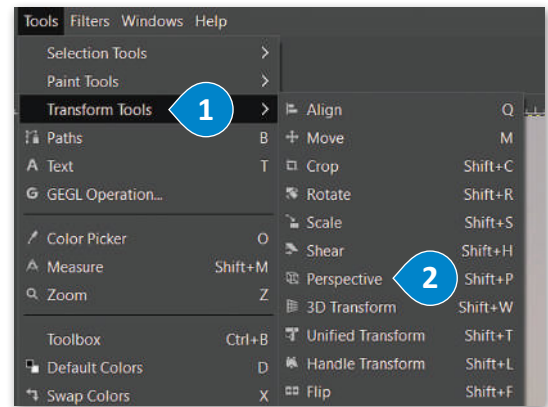 Tools Filters Windows Help
Selection Tools >
Paint Tools >
Transform Tools 1 >
Paths B
A Text T
G GEGL Operation...
Color Picker O
Measure Shift+M
Zoom Z
Toolbox Ctrl+B
Default Colors D
Swap Colors X
Align Q
Move M
Crop Shift+C
Rotate Shift+R
Scale Shift+S
Shear Shift+H
Perspective 2 Shift+P
3D Transform Shift+W
Unified Transform Shift+T
Handle Transform Shift+L
Flip Shift+F